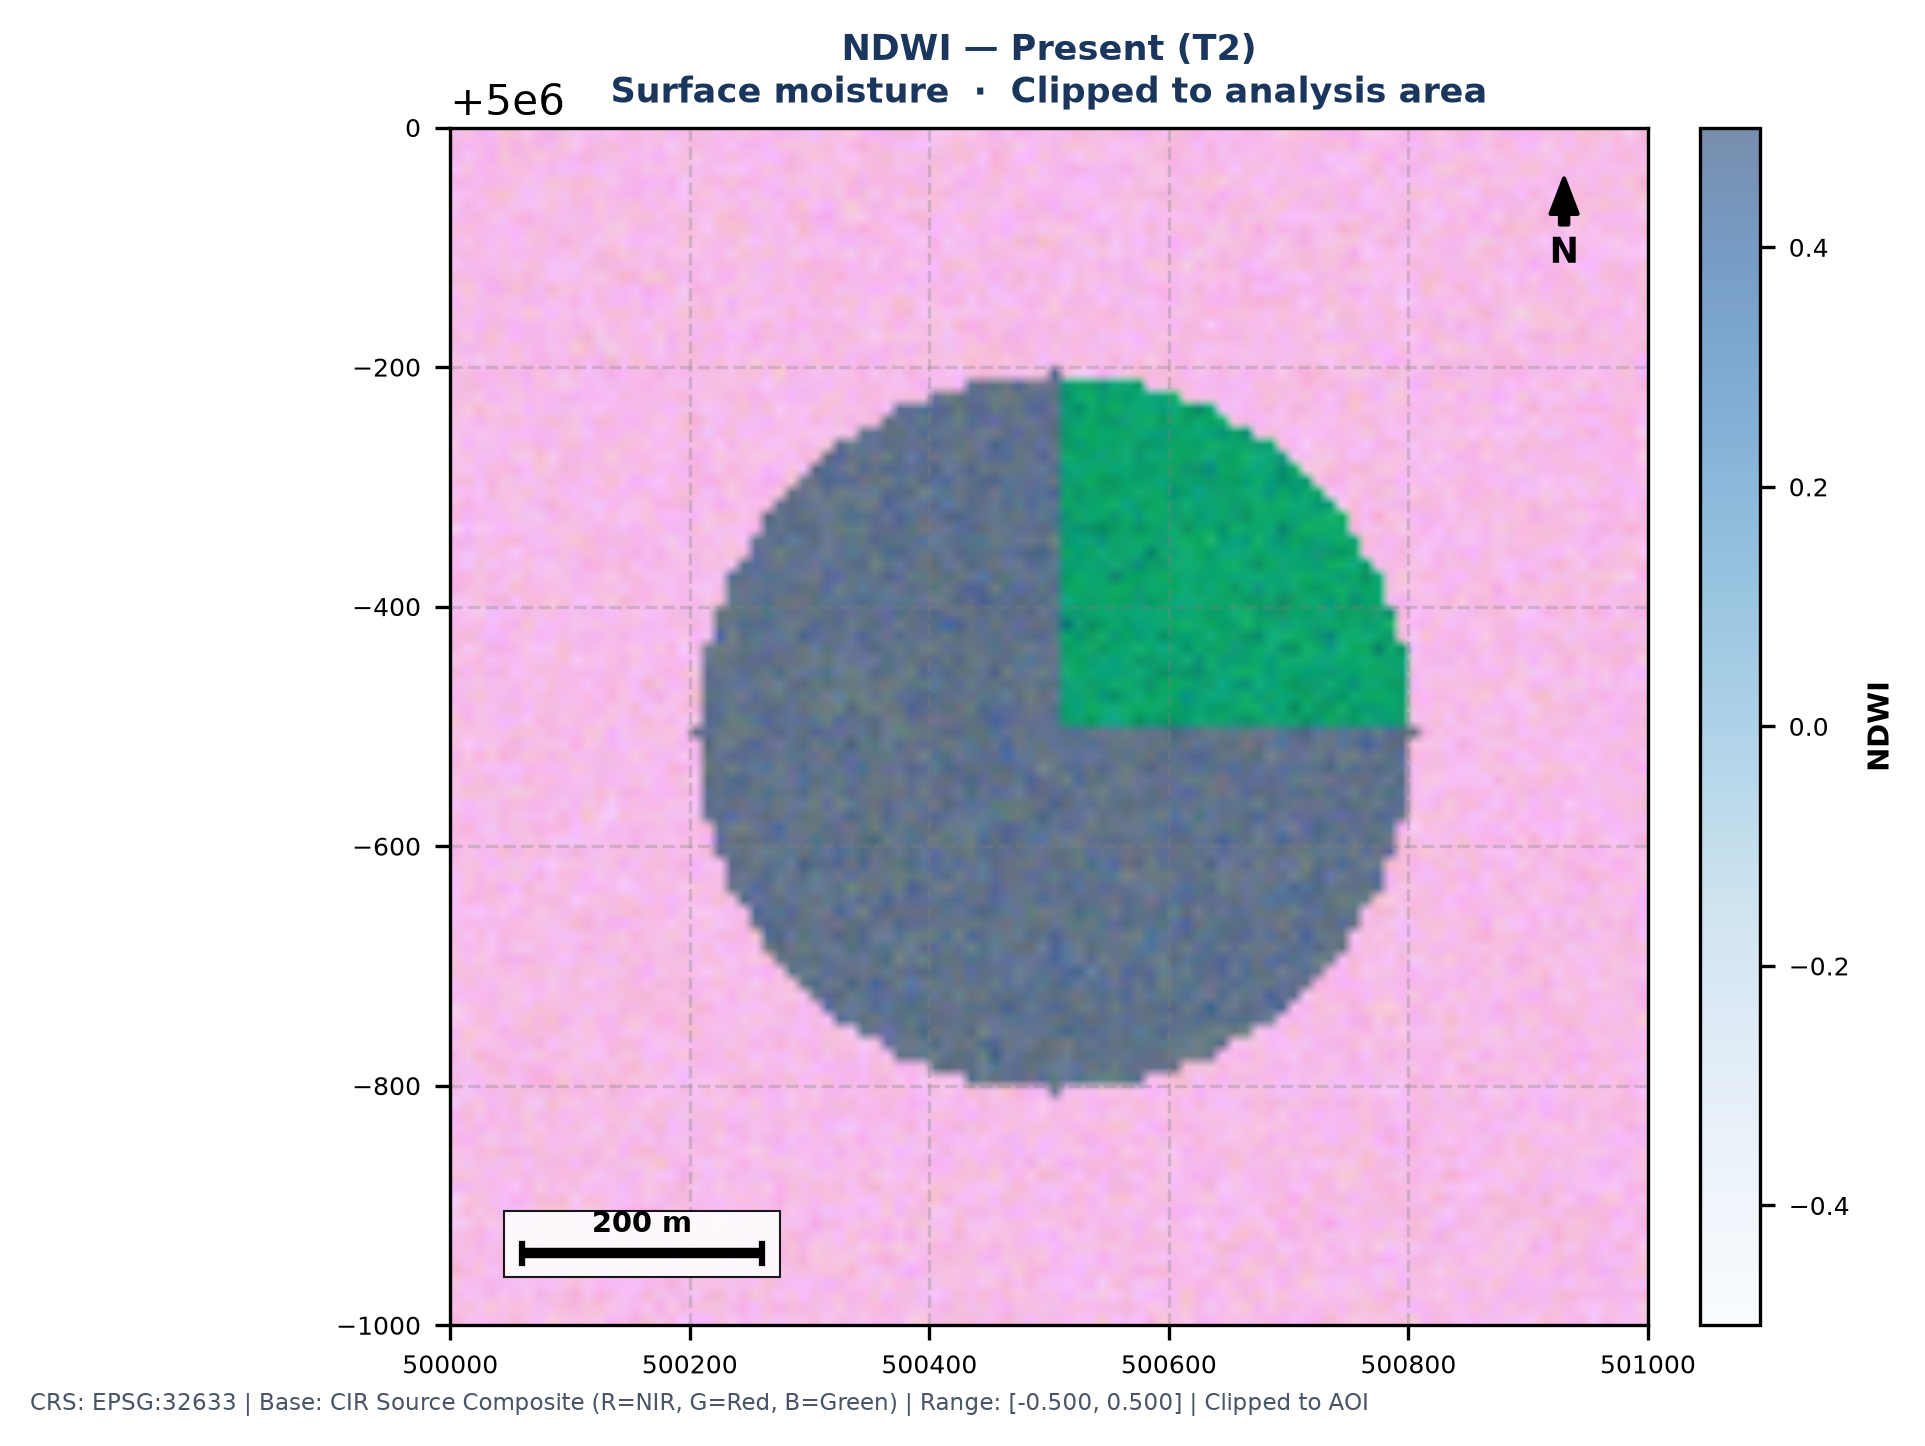 NDWI — Present (T2)
Surface moisture · Clipped to analysis area
+5e6
0
−200
−400
−600
−800
−1000
500000 500200 500400 500600 500800 501000
N
200 m
0.4
0.2
0.0
−0.2
−0.4
NDWI
CRS: EPSG:32633 | Base: CIR Source Composite (R=NIR, G=Red, B=Green) | Range: [-0.500, 0.500] | Clipped to AOI